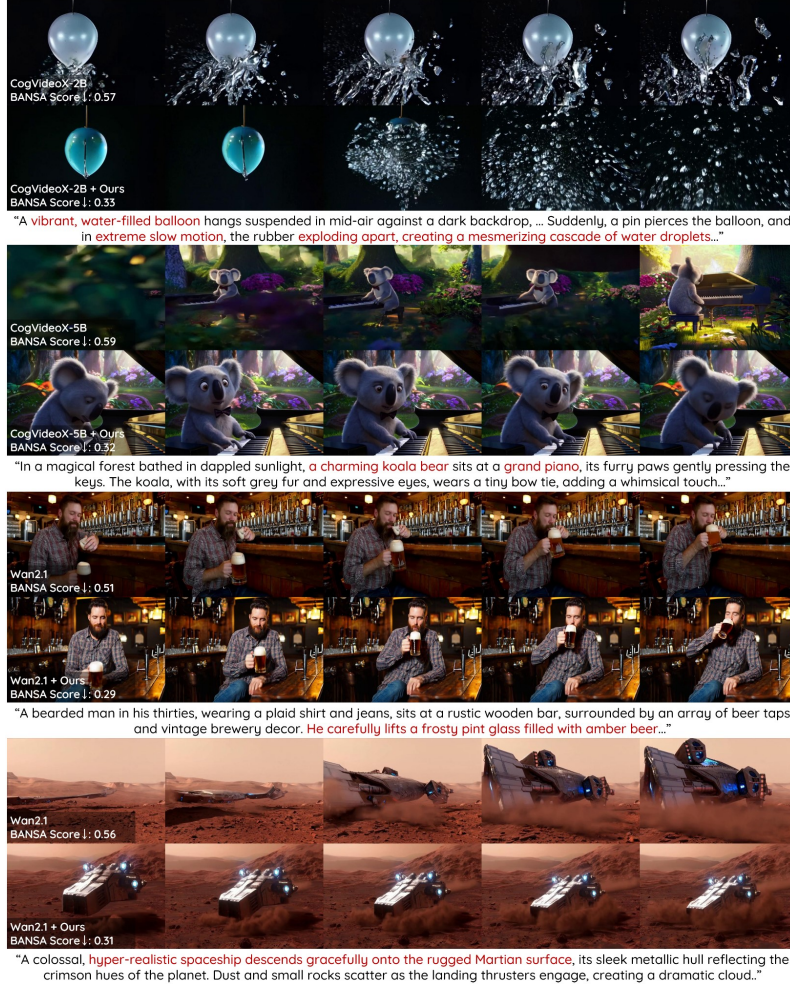 CogVideoX-2B
BANSA Score↓: 0.57
CogVideoX-2B + Ours
BANSA Score↓: 0.33
“A vibrant, water-filled balloon hangs suspended in mid-air against a dark backdrop, ... Suddenly, a pin pierces the balloon, and
in extreme slow motion, the rubber exploding apart, creating a mesmerizing cascade of water droplets...”
CogVideoX-5B
BANSA Score↓: 0.59
CogVideoX-5B + Ours
BANSA Score↓: 0.32
“In a magical forest bathed in dappled sunlight, a charming koala bear sits at a grand piano, its furry paws gently pressing the
keys. The koala, with its soft grey fur and expressive eyes, wears a tiny bow tie, adding a whimsical touch...”
Wan2.1
BANSA Score↓: 0.51
Wan2.1 + Ours
BANSA Score↓: 0.29
“A bearded man in his thirties, wearing a plaid shirt and jeans, sits at a rustic wooden bar, surrounded by an array of beer taps
and vintage brewery decor. He carefully lifts a frosty pint glass filled with amber beer...”
Wan2.1
BANSA Score↓: 0.56
Wan2.1 + Ours
BANSA Score↓: 0.31
“A colossal, hyper-realistic spaceship descends gracefully onto the rugged Martian surface, its sleek metallic hull reflecting the
crimson hues of the planet. Dust and small rocks scatter as the landing thrusters engage, creating a dramatic cloud..”